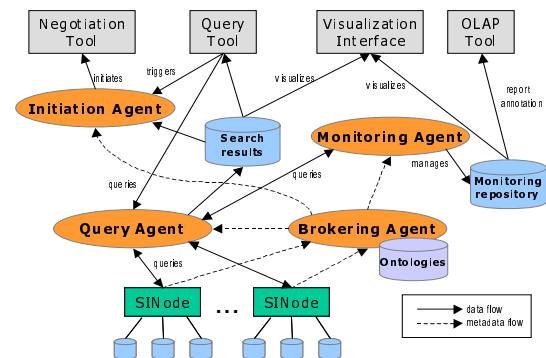 Negotiation
Tool
Query
Tool
Visualization
Interface
OLAP
Tool
initiates
triggers
visualizes
visualizes
report
annotation
Initiation Agent
Search
results
Monitoring Agent
manages
Monitoring
repository
queries
queries
Query Agent
Brokering Agent
Ontologies
queries
SINode
...
SINode
data flow
metadata flow